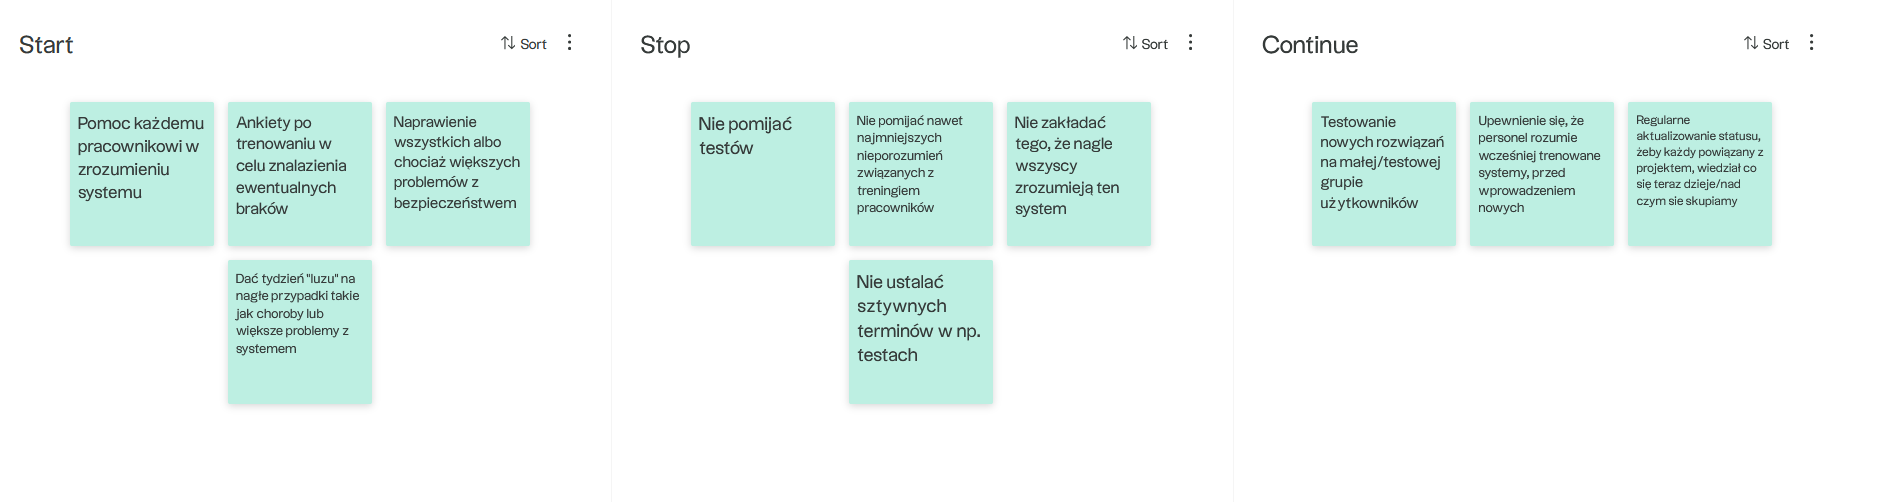 Start
Sort
Pomoc każdemu
pracownikowi w
zrozumieniu
systemu
Ankiety po
trenowaniu w
celu znalazienia
ewentualnych
braków
Naprawienie
wszystkich albo
chociaż większych
problemów z
bezpieczeństwem
Dać tydzień "luzu" na
nagłe przypadki takie
jak choroby lub
większe problemy z
systemem
Stop
Sort
Nie pomijać
testów
Nie pomijać nawet
najmniejszych
nieporozumień
związanych z
treningiem
pracowników
Nie zakładać
tego, że nagle
wszyscy
zrozumieją ten
system
Nie ustalać
sztywnych
terminów w np.
testach
Continue
Sort
Testowanie
nowych rozwiązań
na małej/testowej
grupie
użytkowników
Upewnienie się, że
personel rozumie
wcześniej trenowane
systemy, przed
wprowadzeniem
nowych
Regularne
aktualizowanie statusu,
żeby każdy powiązany z
projektem, wiedział co
się teraz dzieje/nad
czym sie skupiamy